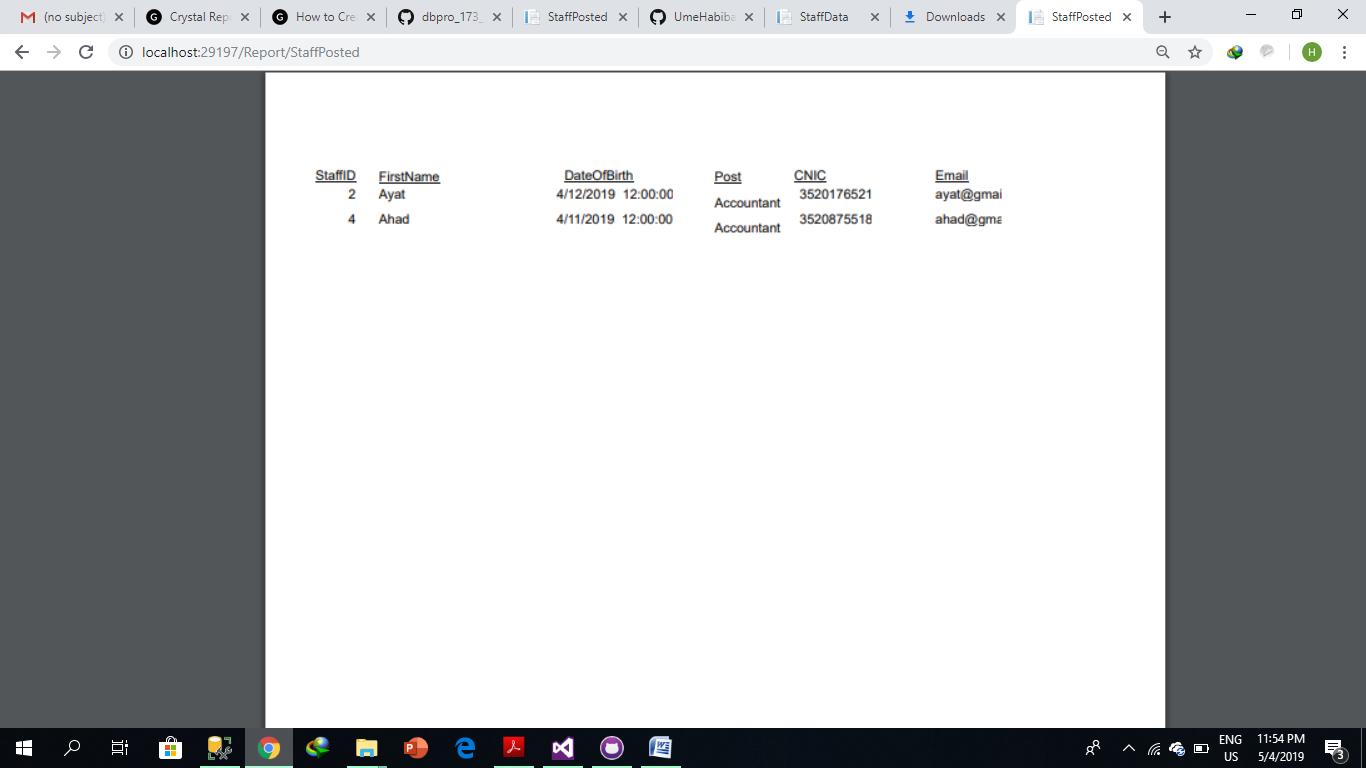 (no subject) Crystal Rep How to Cre dbpro_173_ StaffPosted UmeHabiba StaffData Downloads StaffPosted
localhost:29197/Report/StaffPosted H
StaffID FirstName DateOfBirth Post CNIC Email
2 Ayat 4/12/2019 12:00:00 Accountant 3520176521 ayat@gmai
4 Ahad 4/11/2019 12:00:00 Accountant 3520875518 ahad@gma
ENG 11:54 PM
US 5/4/2019 3